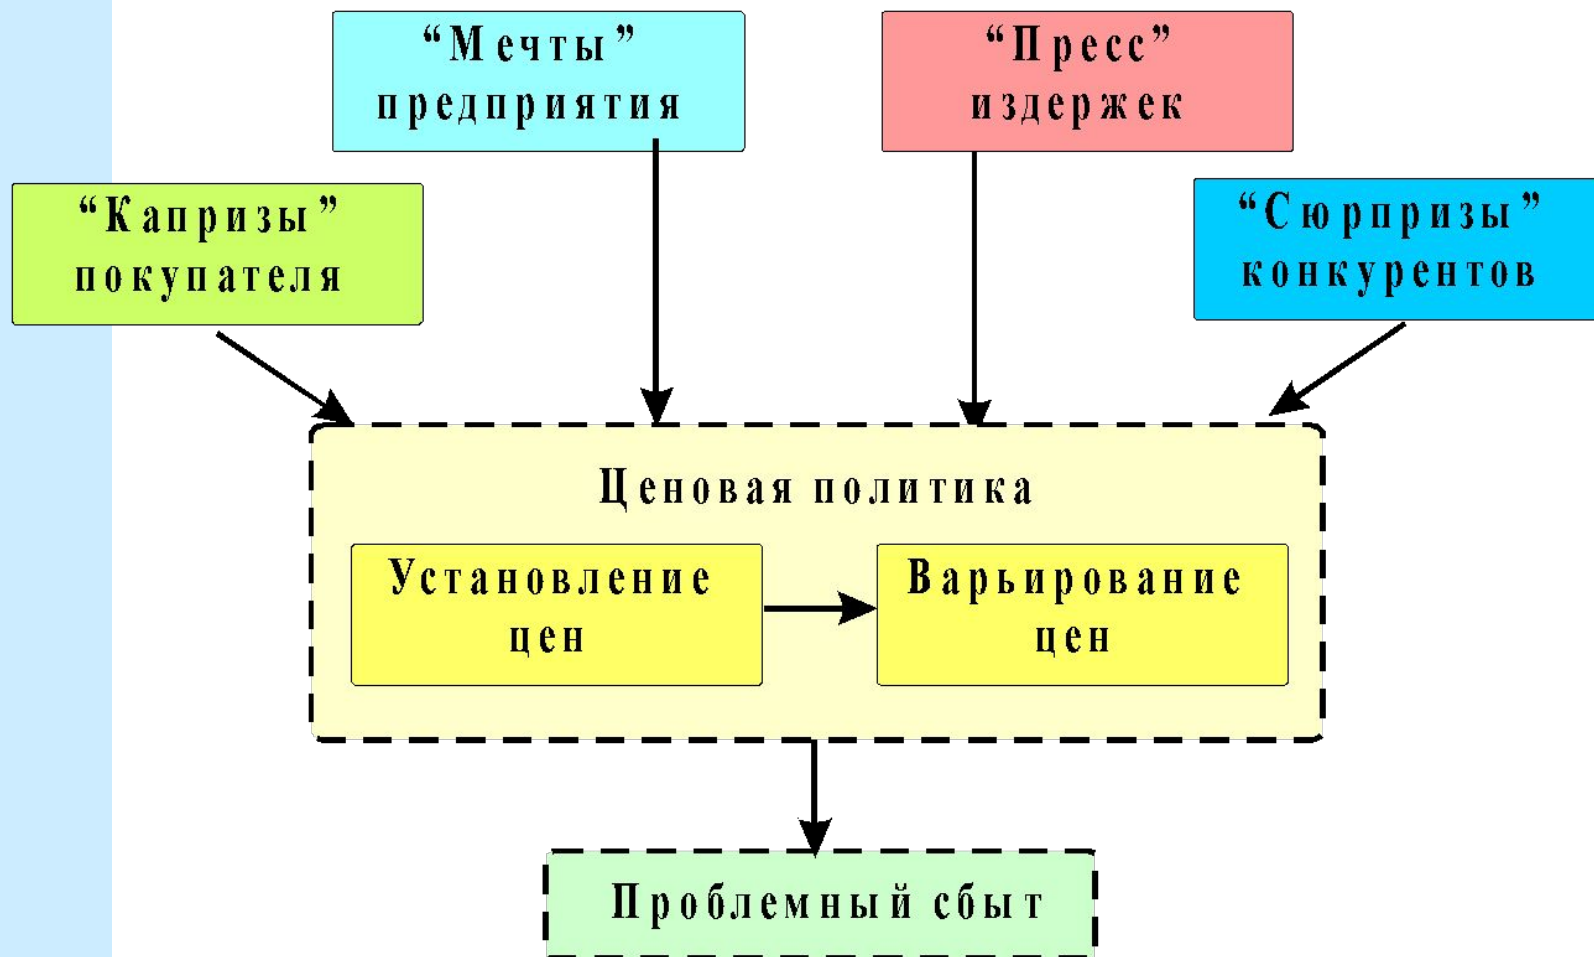 “Мечты”
предприятия
“Пресс”
издержек
“Капризы”
покупателя
“Сюрпризы”
конкурентов
Ценовая политика
Установление
цен
Варьирование
цен
Проблемный сбыт